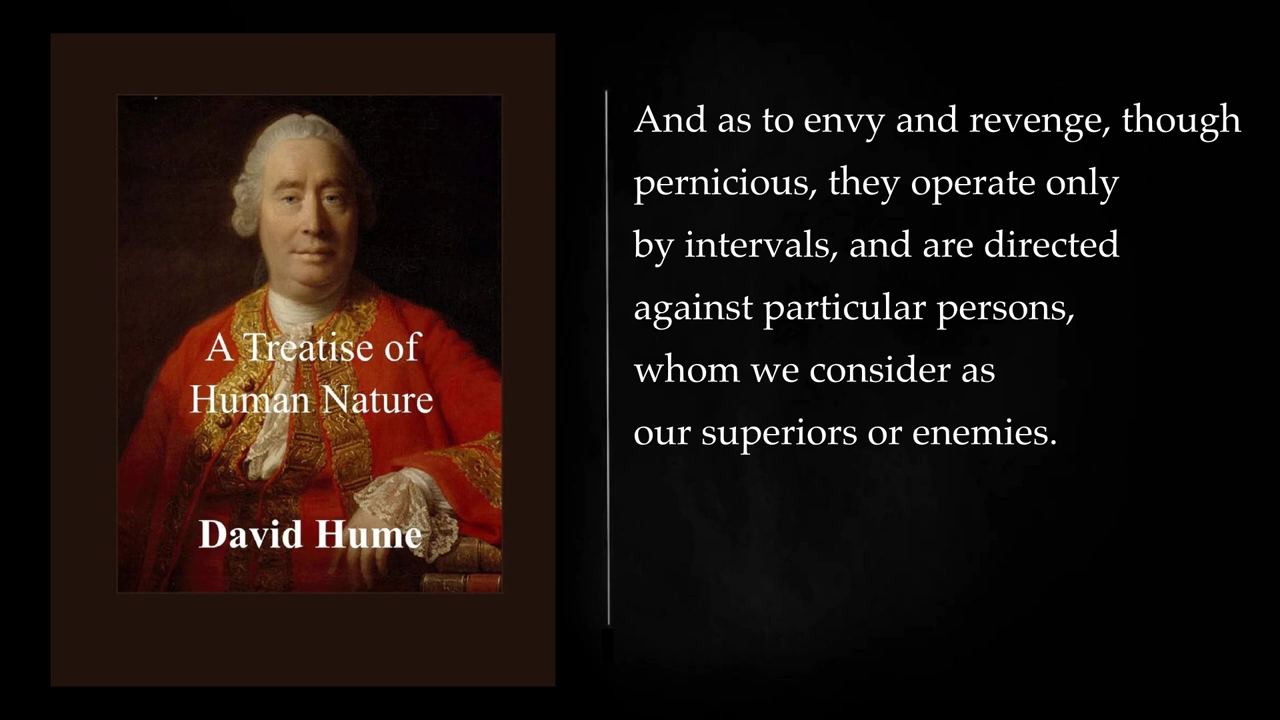 A Treatise of
Human Nature
David Hume
And as to envy and revenge, though
pernicious, they operate only
by intervals, and are directed
against particular persons,
whom we consider as
our superiors or enemies.